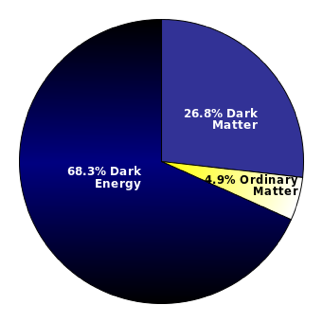 26.8% Dark
Matter
4.9% Ordinary
Matter
68.3% Dark
Energy